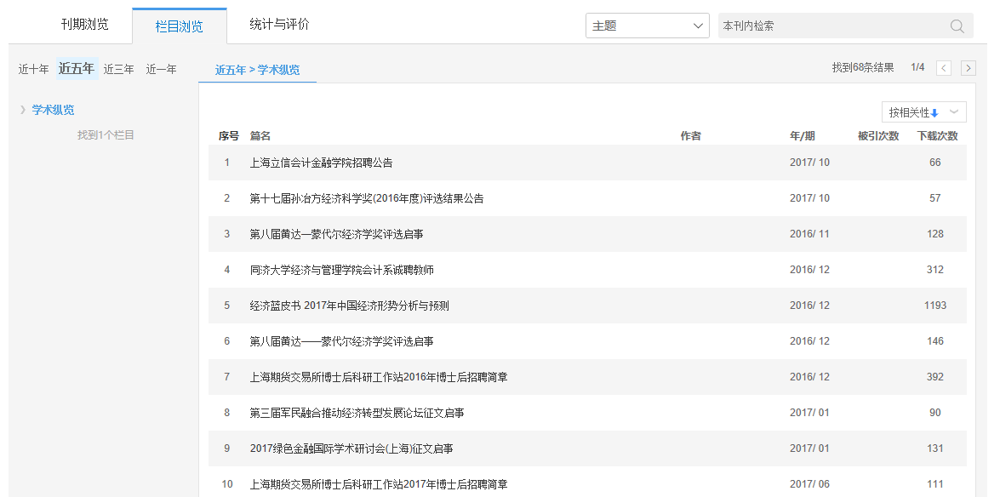 刊期浏览 栏目浏览 统计与评价 主题 本刊内检索
近十年 近五年 近三年 近一年 近五年 > 学术纵览 找到68条结果 1/4
学术纵览
找到1个栏目
按相关性
序号 篇名 作者 年/期 被引次数 下载次数
1 上海立信会计金融学院招聘公告 2017/ 10 66
2 第十七届孙冶方经济科学奖(2016年度)评选结果公告 2017/ 10 57
3 第八届黄达—蒙代尔经济学奖评选启事 2016/ 11 128
4 同济大学经济与管理学院会计系诚聘教师 2016/ 12 312
5 经济蓝皮书 2017年中国经济形势分析与预测 2016/ 12 1193
6 第八届黄达——蒙代尔经济学奖评选启事 2016/ 12 146
7 上海期货交易所博士后科研工作站2016年博士后招聘简章 2016/ 12 392
8 第三届军民融合推动经济转型发展论坛征文启事 2017/ 01 90
9 2017绿色金融国际学术研讨会(上海)征文启事 2017/ 01 131
10 上海期货交易所博士后科研工作站2017年博士后招聘简章 2017/ 06 111